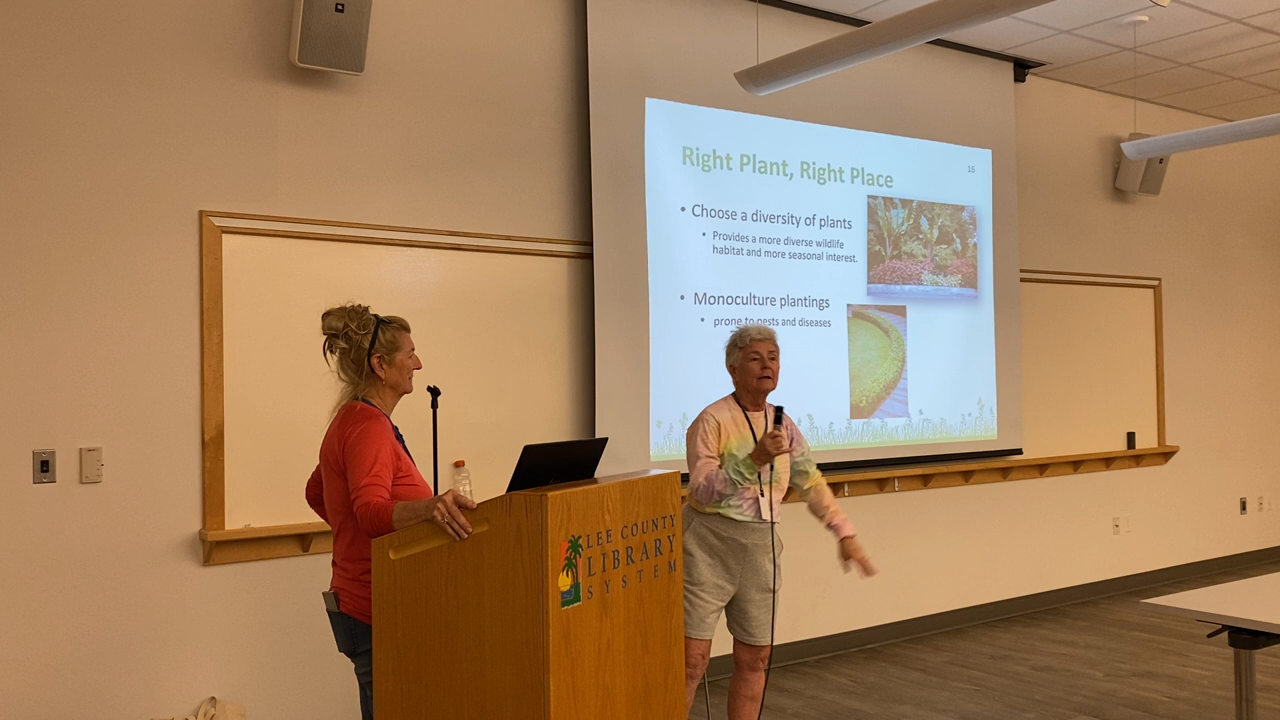 Right Plant, Right Place
16
• Choose a diversity of plants
• Provides a more diverse wildlife
habitat and more seasonal interest.
• Monoculture plantings
• prone to pests and diseases
LEE COUNTY
LIBRARY
SYSTEM
JBL